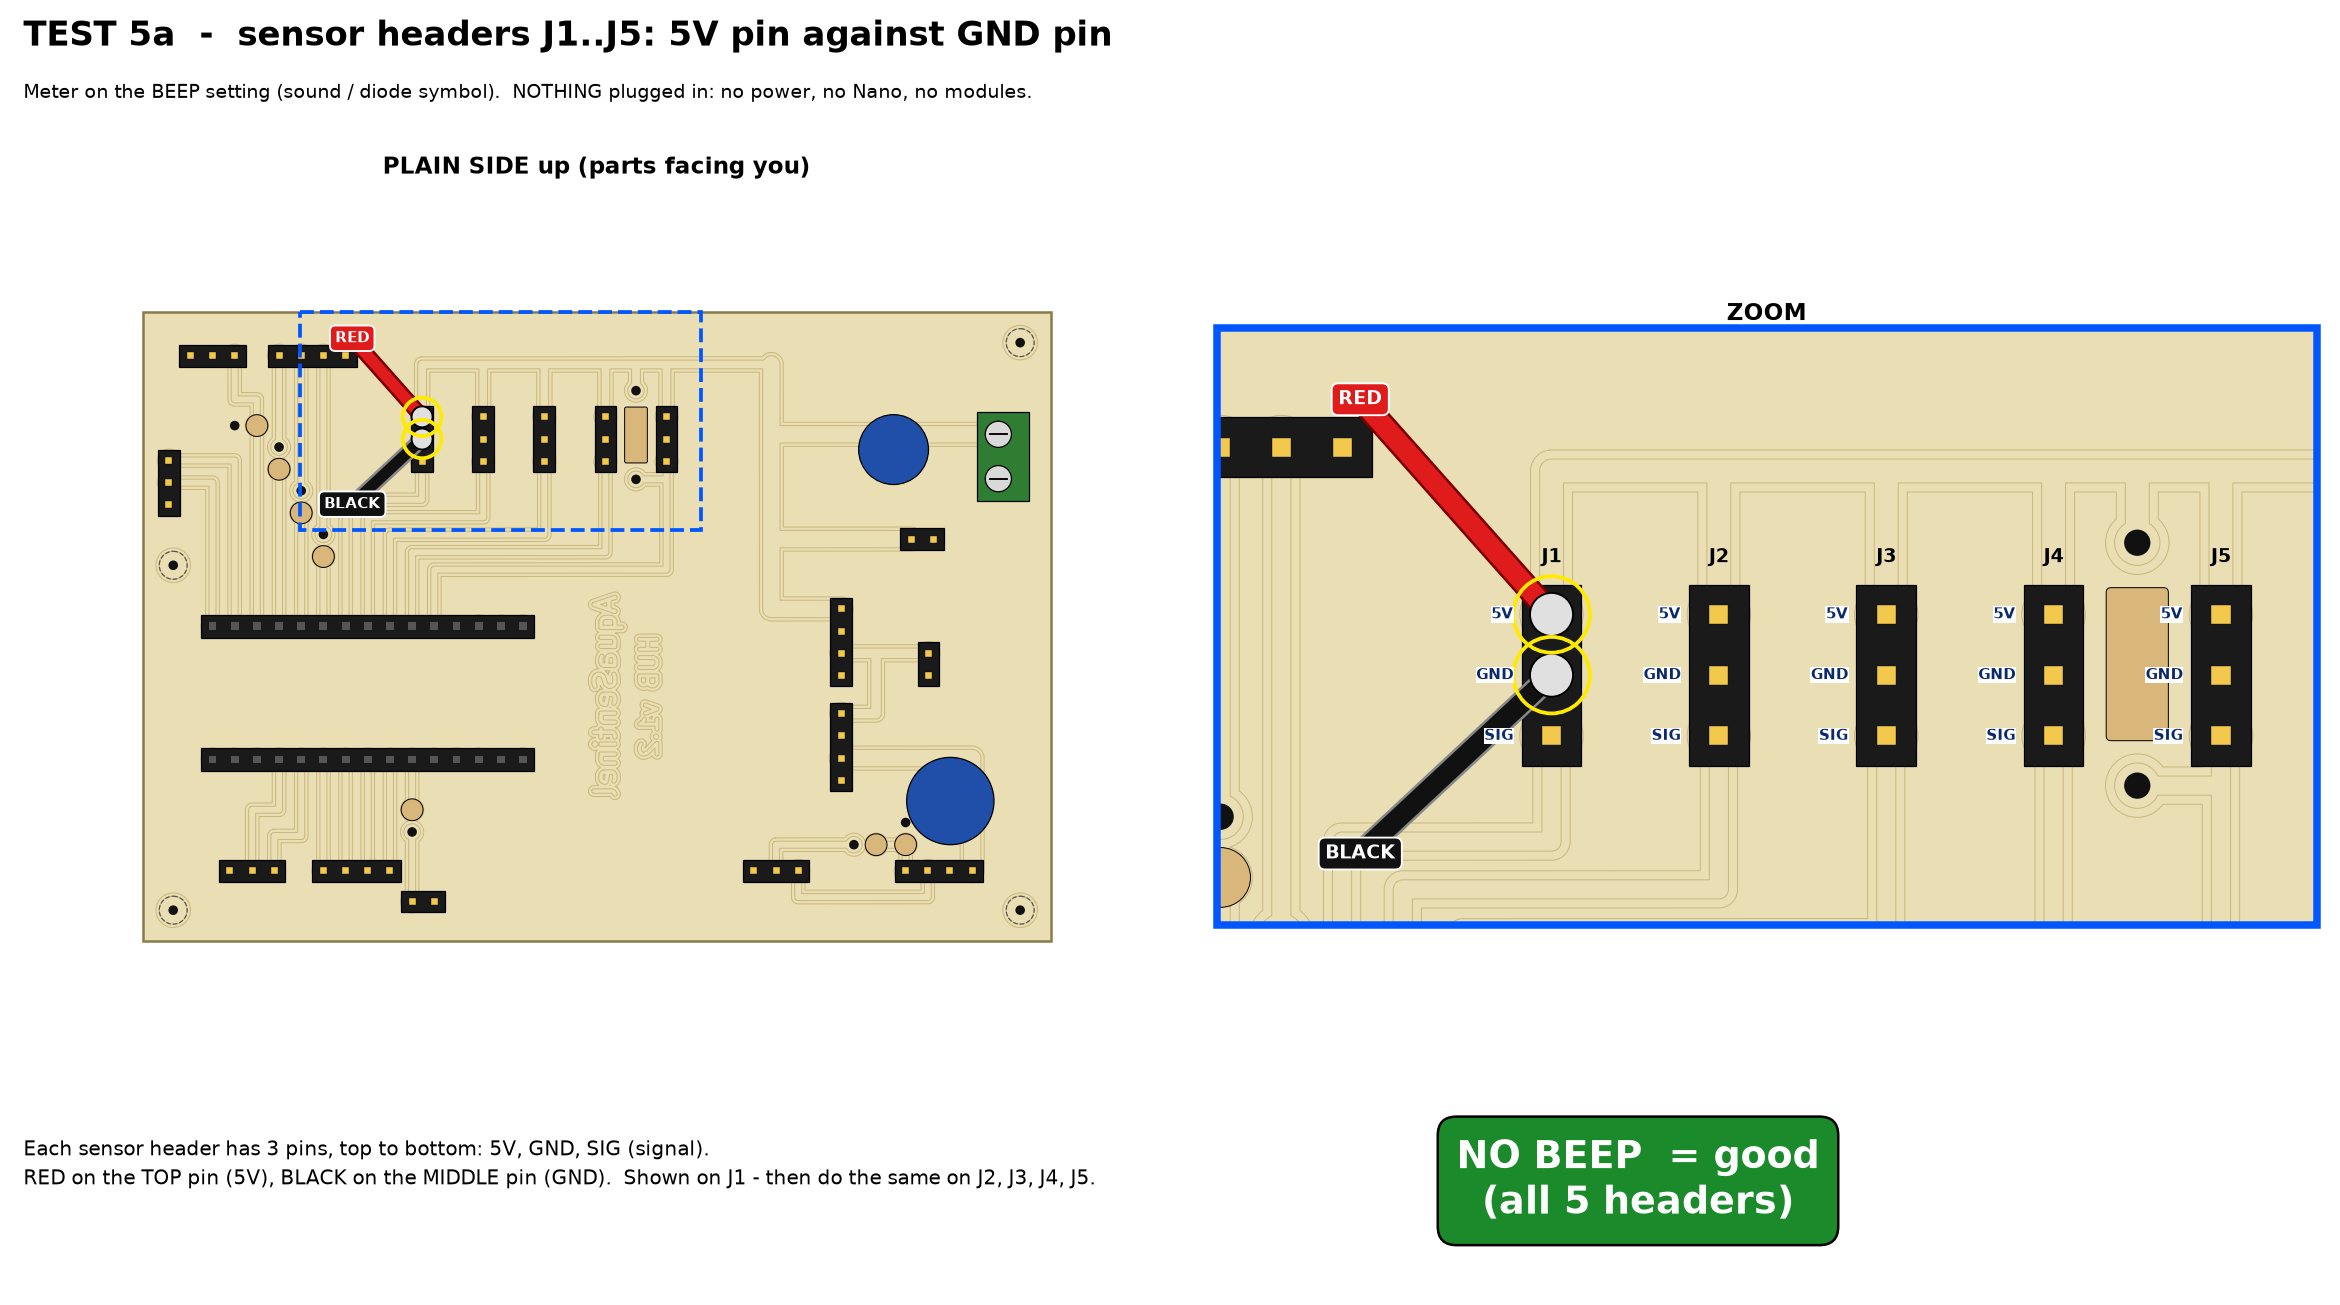 TEST 5a - sensor headers J1..J5: 5V pin against GND pin
Meter on the BEEP setting (sound / diode symbol). NOTHING plugged in: no power, no Nano, no modules.
PLAIN SIDE up (parts facing you)
RED
BLACK
AquaSentinel
HUB v1.2
ZOOM
RED
J1 J2 J3 J4 J5
5V 5V 5V 5V 5V
GND GND GND GND GND
SIG SIG SIG SIG SIG
BLACK
Each sensor header has 3 pins, top to bottom: 5V, GND, SIG (signal).
RED on the TOP pin (5V), BLACK on the MIDDLE pin (GND). Shown on J1 - then do the same on J2, J3, J4, J5.
NO BEEP = good
(all 5 headers)